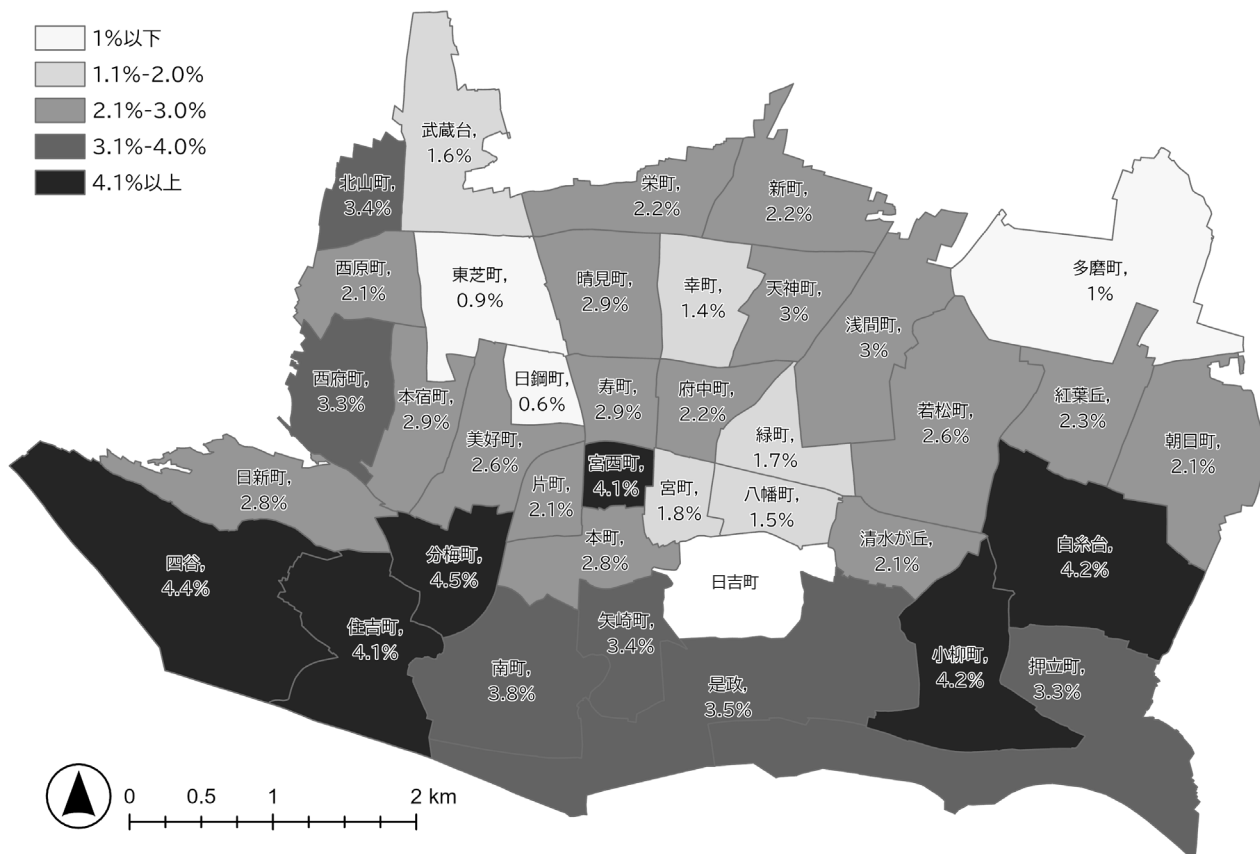 1%以下
1.1%-2.0%
2.1%-3.0%
3.1%-4.0%
4.1%以上
武蔵台,
1.6%
北山町,
3.4%
栄町,
2.2%
新町,
2.2%
西原町,
2.1%
東芝町,
0.9%
晴見町,
2.9%
幸町,
1.4%
天神町,
3%
多磨町,
1%
浅間町,
3%
西府町,
3.3%
本宿町,
2.9%
日鋼町,
0.6%
寿町,
2.9%
府中町,
2.2%
若松町,
2.6%
紅葉丘,
2.3%
朝日町,
2.1%
美好町,
2.6%
緑町,
1.7%
日新町,
2.8%
片町,
2.1%
宮西町,
4.1%
宮町,
1.8%
八幡町,
1.5%
四谷,
4.4%
分梅町,
4.5%
本町,
2.8%
清水が丘,
2.1%
白糸台,
4.2%
日吉町
住吉町,
4.1%
矢崎町,
3.4%
南町,
3.8%
是政,
3.5%
小柳町,
4.2%
押立町,
3.3%
0 0.5 1 2 km